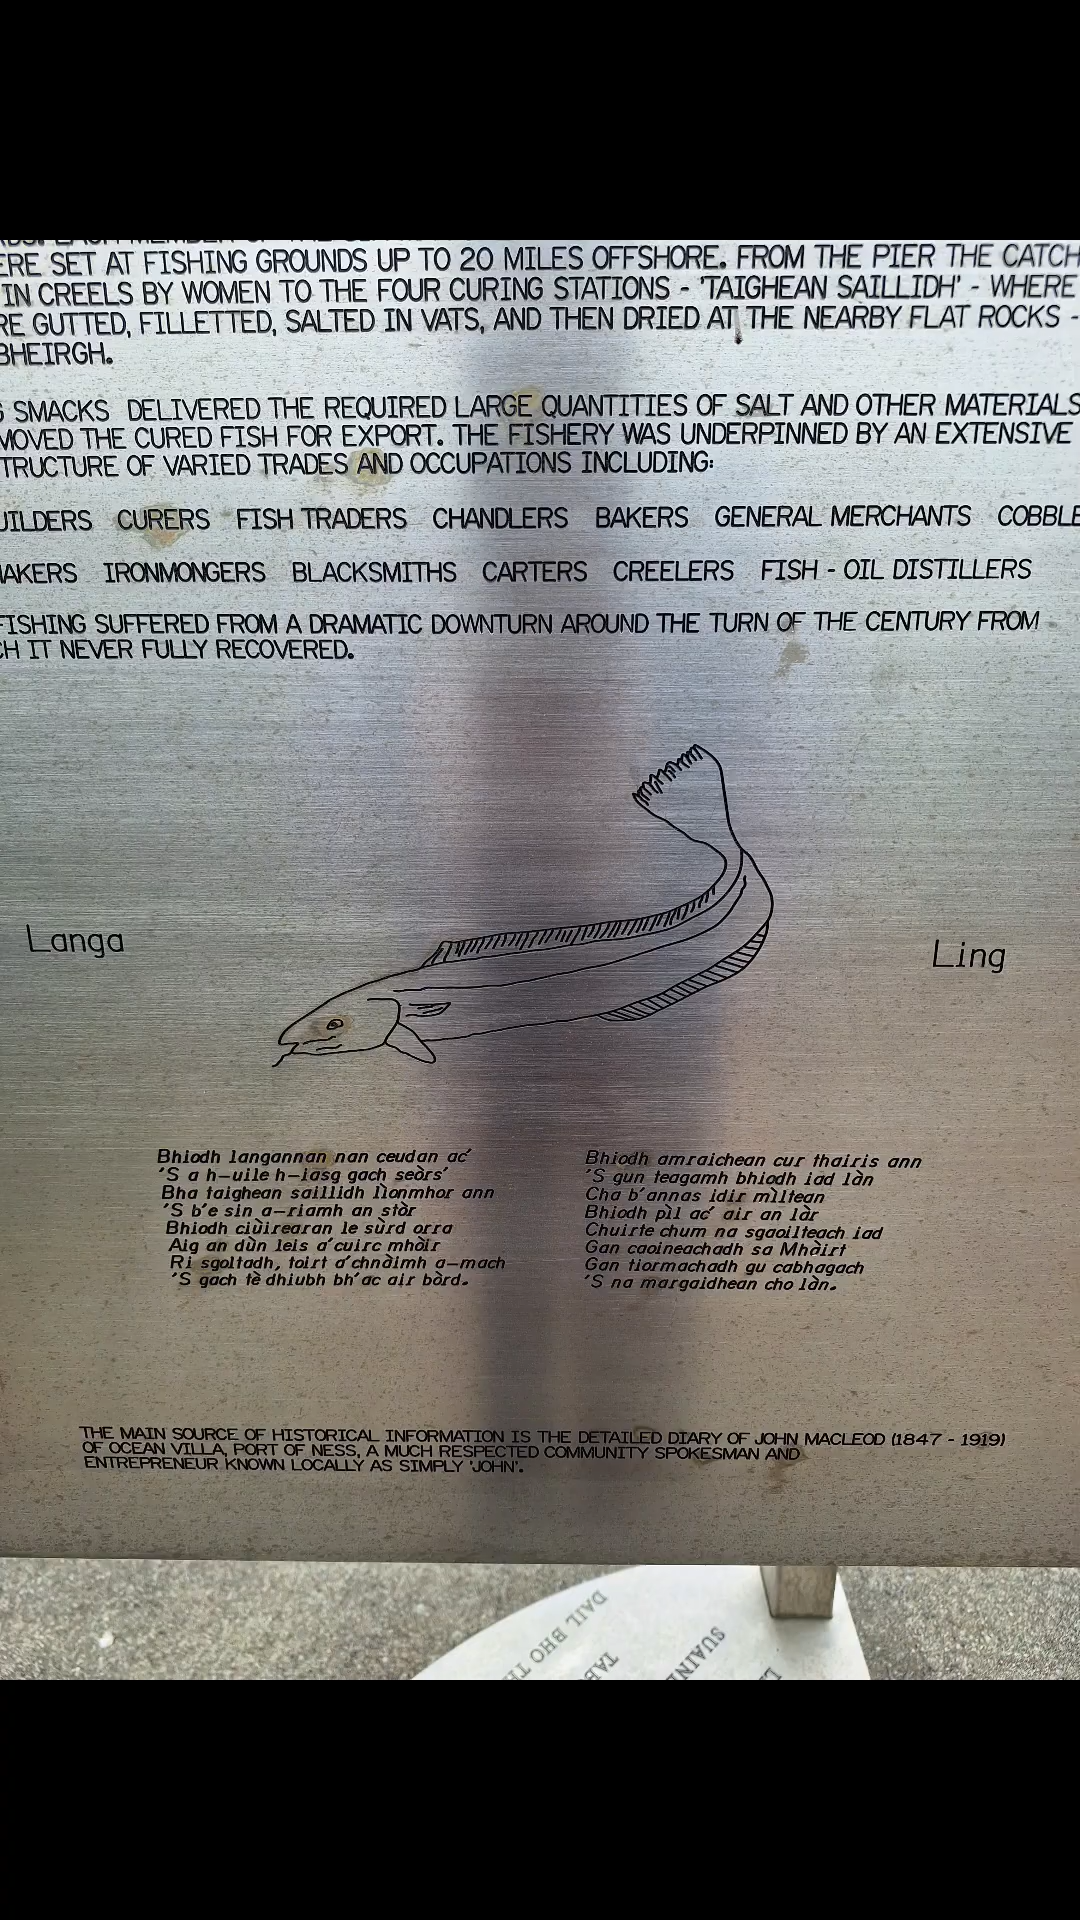 ERE SET AT FISHING GROUNDS UP TO 20 MILES OFFSHORE. FROM THE PIER THE CATCH
IN CREELS BY WOMEN TO THE FOUR CURING STATIONS - 'TAIGHEAN SAILLIDH' - WHERE
RE GUTTED, FILLETTED, SALTED IN VATS, AND THEN DRIED AT THE NEARBY FLAT ROCKS -
BHEIRGH.
G SMACKS DELIVERED THE REQUIRED LARGE QUANTITIES OF SALT AND OTHER MATERIALS
MOVED THE CURED FISH FOR EXPORT. THE FISHERY WAS UNDERPINNED BY AN EXTENSIVE
TRUCTURE OF VARIED TRADES AND OCCUPATIONS INCLUDING:
UILDERS CURERS FISH TRADERS CHANDLERS BAKERS GENERAL MERCHANTS COBBLE
MAKERS IRONMONGERS BLACKSMITHS CARTERS CREELERS FISH - OIL DISTILLERS
FISHING SUFFERED FROM A DRAMATIC DOWNTURN AROUND THE TURN OF THE CENTURY FROM
CH IT NEVER FULLY RECOVERED.
Langa
Ling
Bhiodh langannan nan ceudan ac'
'S a h-uile h-iasg gach seòrs'
Bha taighean saillidh lìonmhor ann
'S b'e sin a-riamh an stòr
Bhiodh ciùirearan le sùrd orra
Aig an dùn leis a'cuirc mhòir
Ri sgoltadh, toirt a'chnàimh a-mach
'S gach tè dhiubh bh'ac air bòrd.
Bhiodh amraichean cur thairis ann
'S gun teagamh bhiodh iad làn
Cha b'annas idir mìltean
Bhiodh pìl ac' air an làr
Chuirte chum na sgaoilteach iad
Gan caoineachadh sa Mhàirt
Gan tiormachadh gu cabhagach
'S na margaidhean cho làn.
THE MAIN SOURCE OF HISTORICAL INFORMATION IS THE DETAILED DIARY OF JOHN MACLEOD (1847 - 1919)
OF OCEAN VILLA, PORT OF NESS, A MUCH RESPECTED COMMUNITY SPOKESMAN AND
ENTREPRENEUR KNOWN LOCALLY AS SIMPLY 'JOHN'.
DAIL BHO
SUAIN